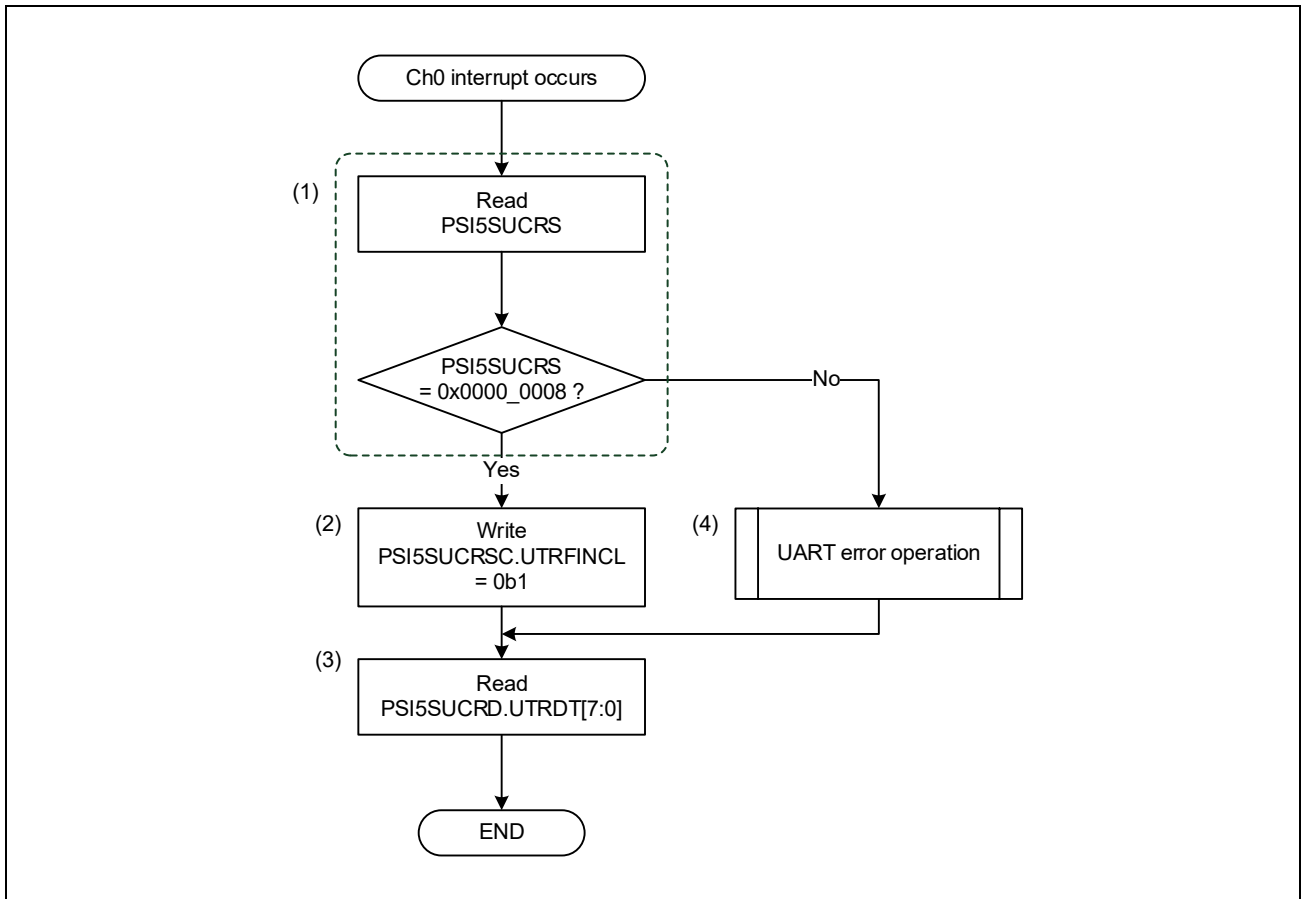 Ch0 interrupt occurs
(1)
Read
PSI5SUCRS
PSI5SUCRS
= 0x0000_0008 ?
No
Yes
(2)
Write
PSI5SUCRSC.UTRFINCL
= 0b1
(4)
UART error operation
(3)
Read
PSI5SUCRD.UTRDT[7:0]
END